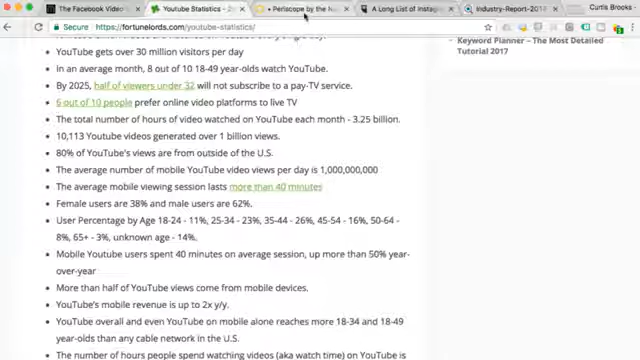 The Facebook Video
Youtube Statistics – 2
• Periscope by the Nu
A Long List of Instagram
Industry-Report-2017
Curtis Brooks
Secure https://fortunelords.com/youtube-statistics/
YouTube gets over 30 million visitors per day
In an average month, 8 out of 10 18-49 year-olds watch YouTube.
By 2025, half of viewers under 32 will not subscribe to a pay-TV service.
6 out of 10 people prefer online video platforms to live TV
The total number of hours of video watched on YouTube each month - 3.25 billion.
10,113 Youtube videos generated over 1 billion views.
80% of YouTube's views are from outside of the U.S.
The average number of mobile YouTube video views per day is 1,000,000,000
The average mobile viewing session lasts more than 40 minutes
Female users are 38% and male users are 62%.
User Percentage by Age 18-24 - 11%, 25-34 - 23%, 35-44 - 26%, 45-54 - 16%, 50-64 -
8%, 65+ - 3%, unknown age - 14%.
Mobile Youtube users spent 40 minutes on average session, up more than 50% year-
over-year
More than half of YouTube views come from mobile devices.
YouTube's mobile revenue is up to 2x y/y.
YouTube overall and even YouTube on mobile alone reaches more 18-34 and 18-49
year-olds than any cable network in the U.S.
The number of hours people spend watching videos (aka watch time) on YouTube is
Keyword Planner – The Most Detailed
Tutorial 2017